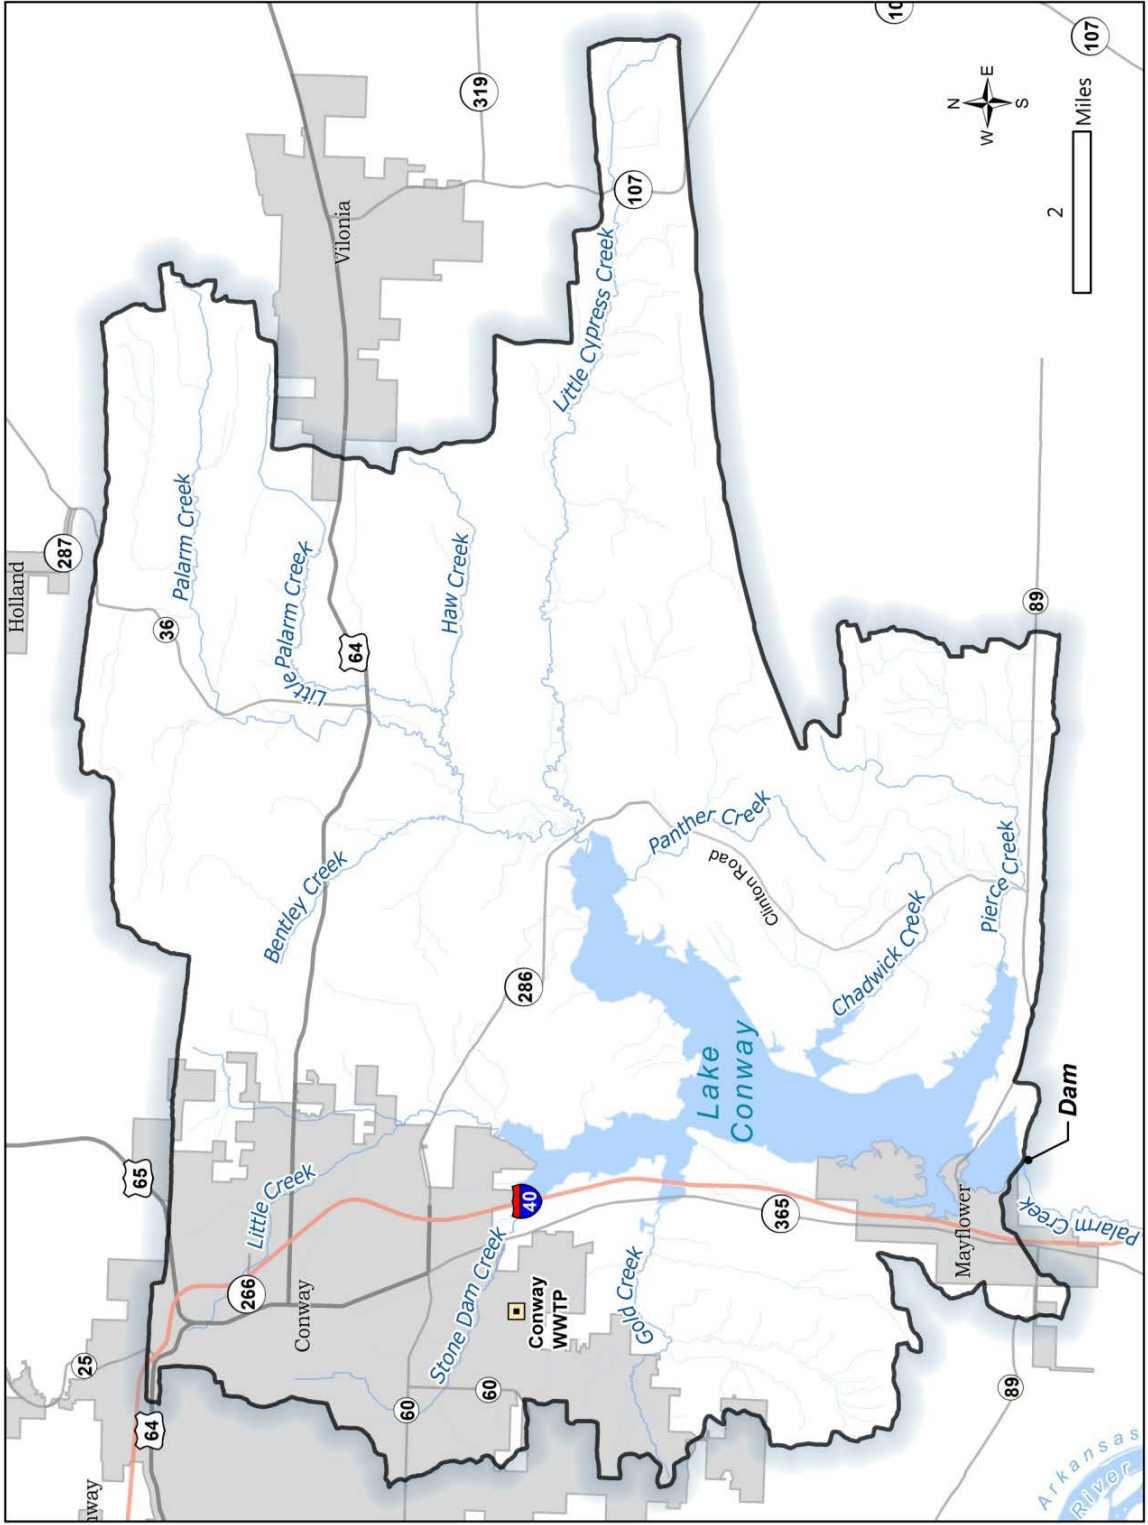 10
107
319
Holland
287
Vilonia
N
W
E
S
107
2
Miles
Palarm Creek
36
Little Palarm Creek
64
Haw Creek
Little Cypress Creek
Bentley Creek
286
Panther Creek
Clinton Road
Chadwick Creek
Pierce Creek
89
Lake
Conway
Dam
65
Little Creek
40
266
Conway
Stone Dam Creek
Conway
WWTP
Gold Creek
365
Mayflower
Palarm Creek
25
64
60
60
89
nway
Arkansas
River